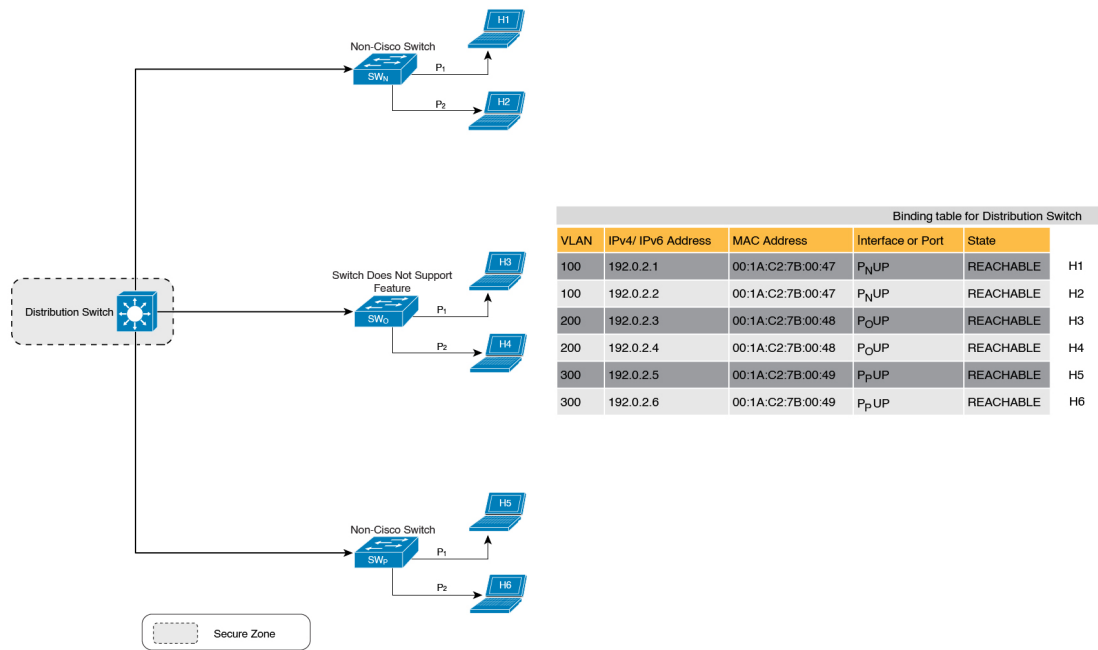 H1
Non-Cisco Switch
SWN
P1
P2
H2
Distribution Switch
Switch Does Not Support
Feature
H3
SWO
P1
P2
H4
H5
Non-Cisco Switch
SWP
P1
P2
H6
Secure Zone
Binding table for Distribution Switch
VLAN IPv4/ IPv6 Address MAC Address Interface or Port State
100 192.0.2.1 00:1A:C2:7B:00:47 PNUP REACHABLE H1
100 192.0.2.2 00:1A:C2:7B:00:47 PNUP REACHABLE H2
200 192.0.2.3 00:1A:C2:7B:00:48 POUP REACHABLE H3
200 192.0.2.4 00:1A:C2:7B:00:48 POUP REACHABLE H4
300 192.0.2.5 00:1A:C2:7B:00:49 PPUP REACHABLE H5
300 192.0.2.6 00:1A:C2:7B:00:49 PPUP REACHABLE H6